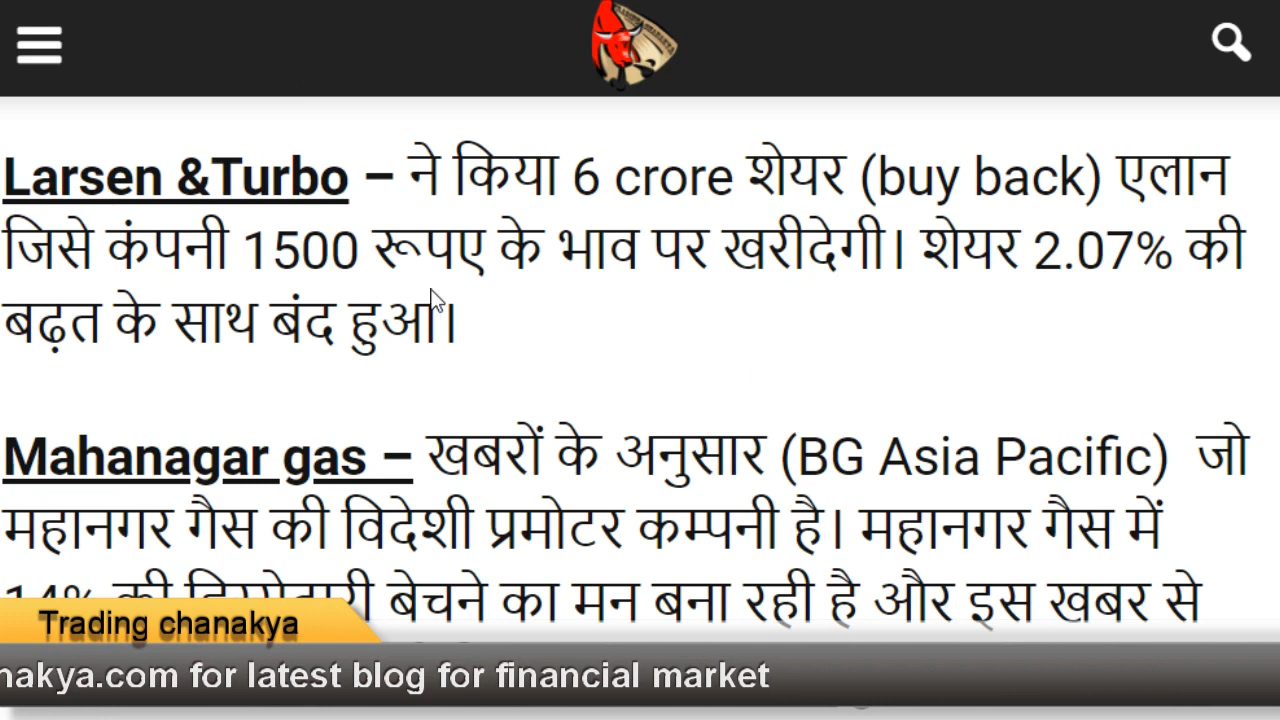 Larsen &Turbo – ने किया 6 crore शेयर (buy back) एलान
जिसे कंपनी 1500 रूपए के भाव पर खरीदेगी। शेयर 2.07% की
बढ़त के साथ बंद हुआ।
Mahanagar gas – खबरों के अनुसार (BG Asia Pacific) जो
महानगर गैस की विदेशी प्रमोटर कम्पनी है। महानगर गैस में
14% की हिस्सेदारी बेचने का मन बना रही है और इस खबर से
Trading chanakya
nakya.com for latest blog for financial market